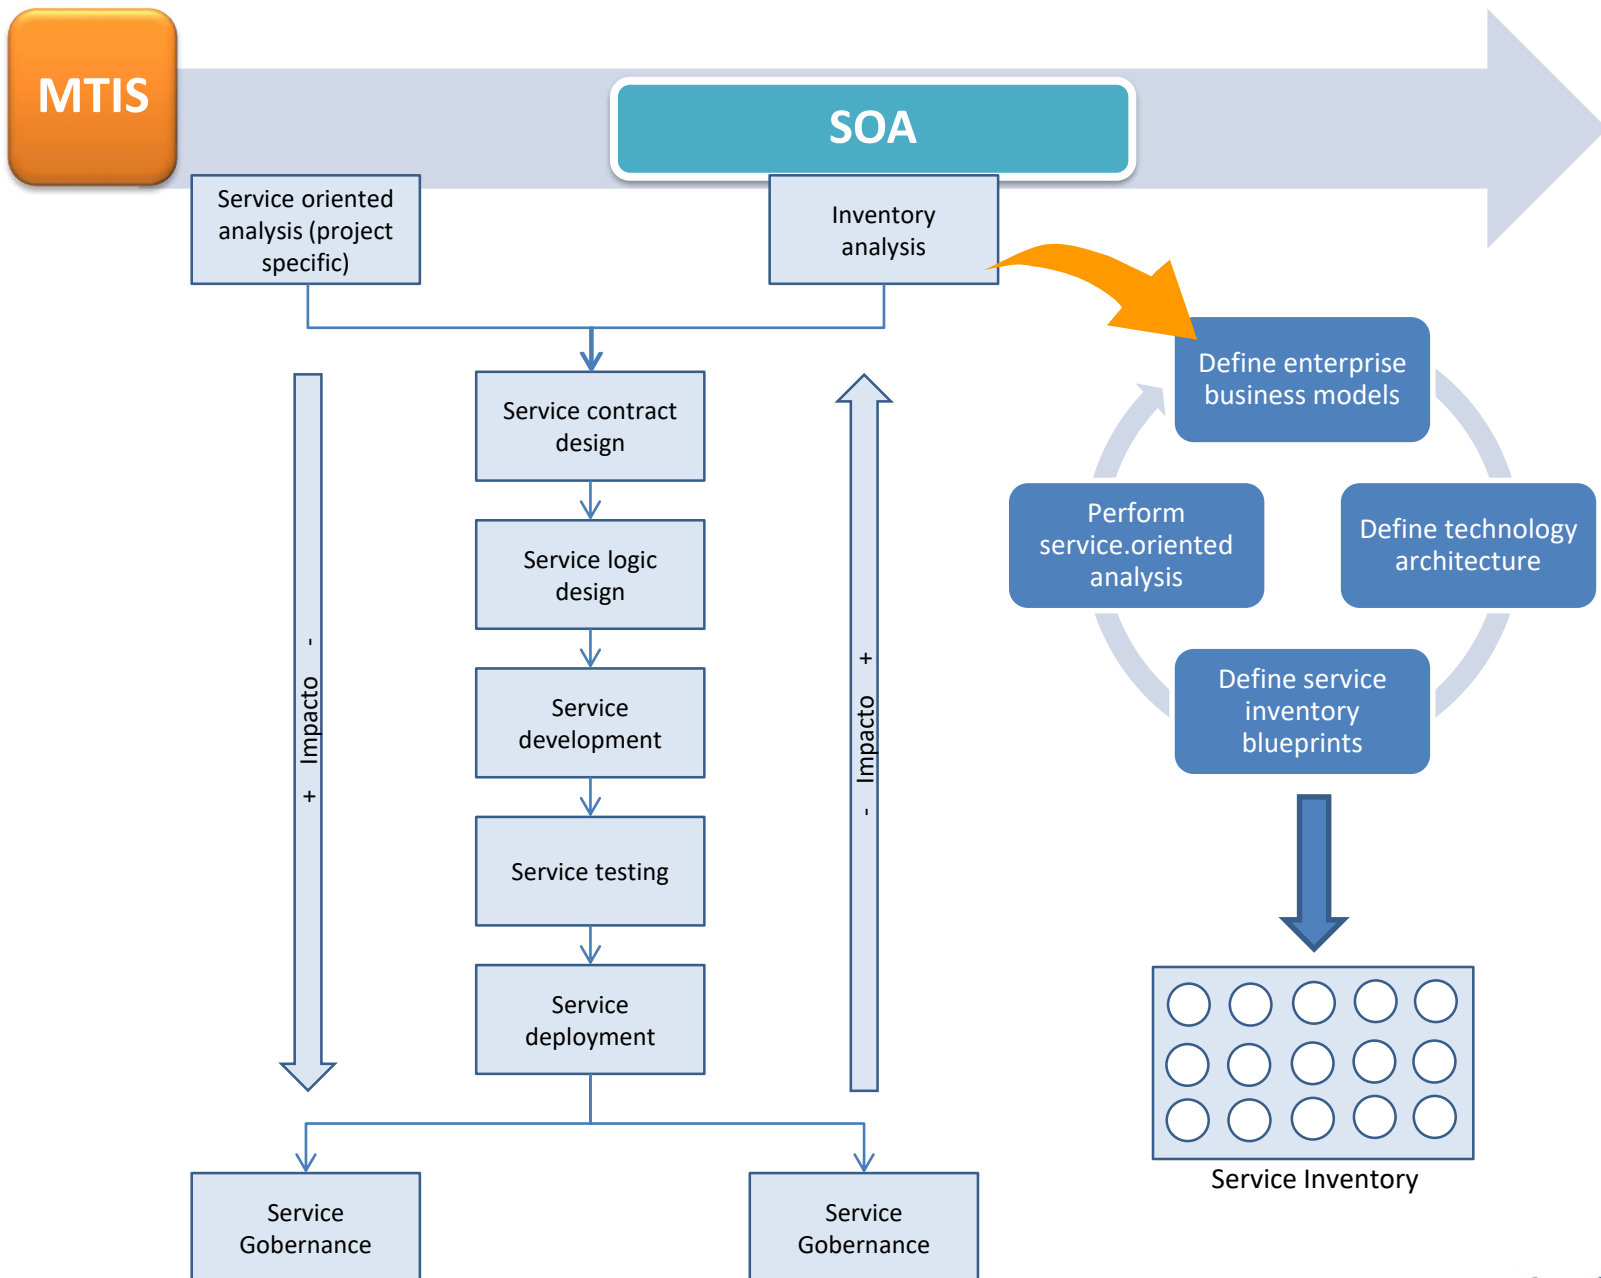 MTIS
SOA
Service oriented
analysis (project
specific)
Inventory
analysis
Define enterprise
business models
Service contract
design
Perform
service.oriented
analysis
Define technology
architecture
Service logic
design
+ Impacto -
- Impacto +
Service
development
Define service
inventory
blueprints
Service testing
Service
deployment
Service Inventory
Service
Gobernance
Service
Gobernance